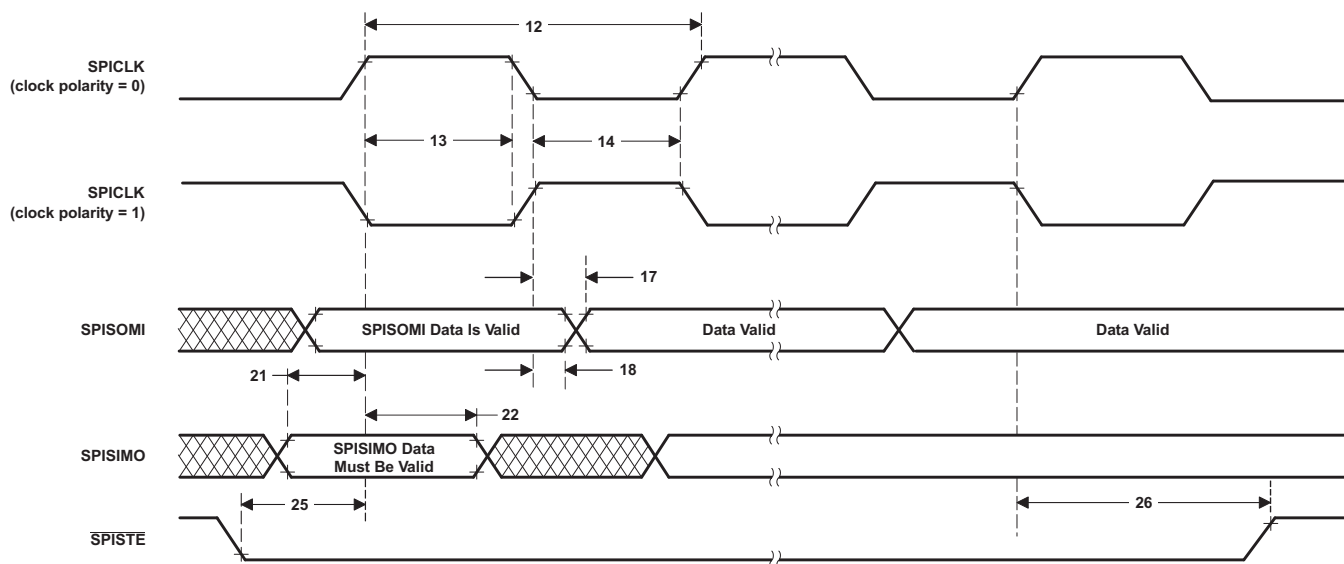 12
SPICLK
(clock polarity = 0)
13
14
SPICLK
(clock polarity = 1)
17
SPISOMI
SPISOMI Data Is Valid
Data Valid
Data Valid
21
18
22
SPISIMO
SPISIMO Data
Must Be Valid
25
26
SPISTE